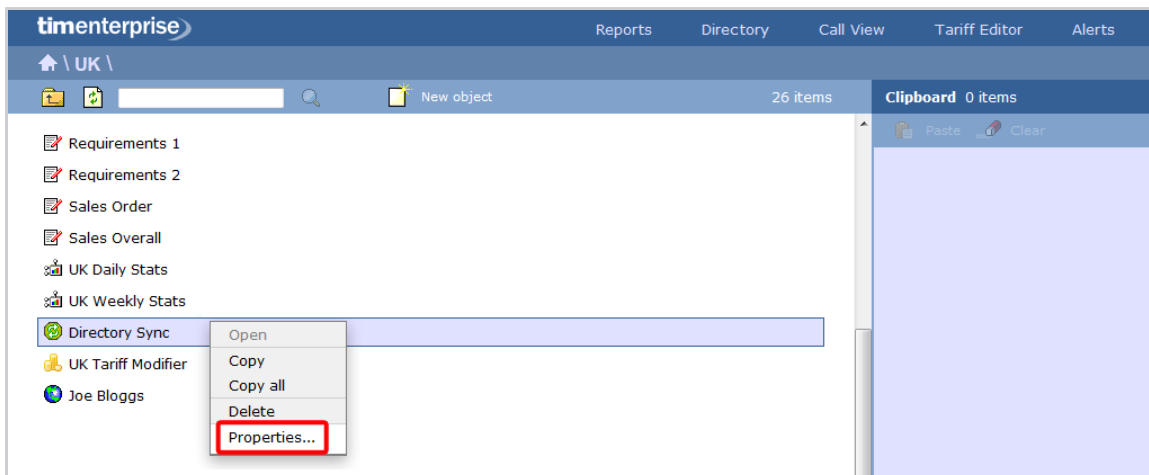 timenterprise
Reports Directory Call View Tariff Editor Alerts
\ UK \
New object 26 items Clipboard 0 items
Paste Clear
Requirements 1
Requirements 2
Sales Order
Sales Overall
UK Daily Stats
UK Weekly Stats
Directory Sync
Open
UK Tariff Modifier
Copy
Copy all
Joe Bloggs
Delete
Properties...